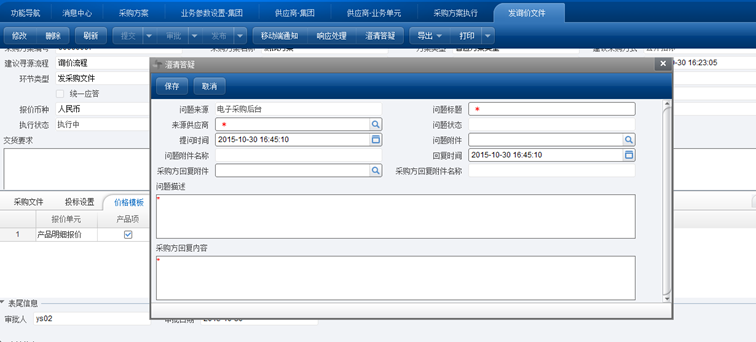 功能导航 消息中心 采购方案 业务参数设置-集团 供应商-集团 供应商-业务单元 采购方案执行 发询价文件
修改 删除 刷新 提交 审批 发布 移动端通知 响应处理 澄清答疑 导出 打印
建议寻源流程 询价流程 30 16:23:05
环节类型 发采购文件
统一应答
报价币种 人民币
执行状态 执行中
交货要求
澄清答疑
保存 取消
问题来源 电子采购后台 问题标题 *
来源供应商 * 问题状态
提问时间 2015-10-30 16:45:10 问题附件
问题附件名称 回复时间 2015-10-30 16:45:10
采购方回复附件 采购方回复附件名称
问题描述
*
采购方回复内容
*
采购文件 投标设置 价格模板
报价单元 产品项
1 产品明细报价
表尾信息
审批人 ys02